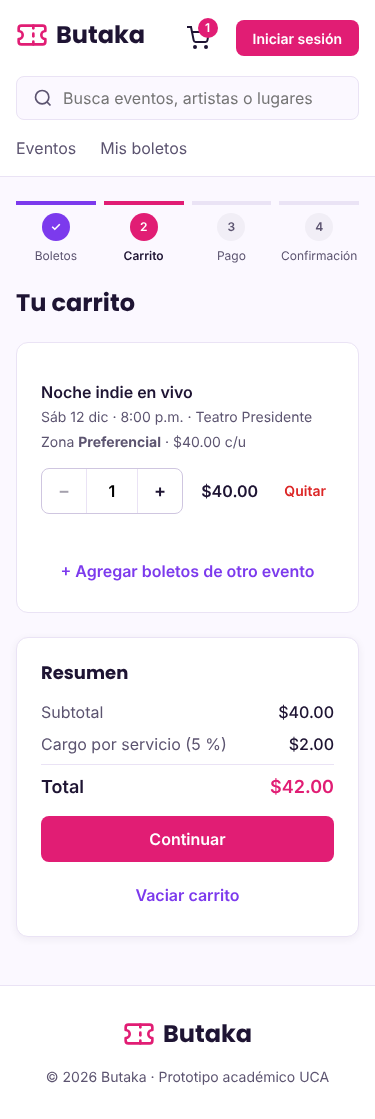 Butaka
1
Iniciar sesión
Busca eventos, artistas o lugares
Eventos
Mis boletos
2
3
4
Boletos
Carrito
Pago
Confirmación
Tu carrito
Noche indie en vivo
Sáb 12 dic · 8:00 p.m. · Teatro Presidente
Zona Preferencial · $40.00 c/u
− 1 + $40.00 Quitar
+ Agregar boletos de otro evento
Resumen
Subtotal $40.00
Cargo por servicio (5 %) $2.00
Total $42.00
Continuar
Vaciar carrito
Butaka
© 2026 Butaka · Prototipo académico UCA